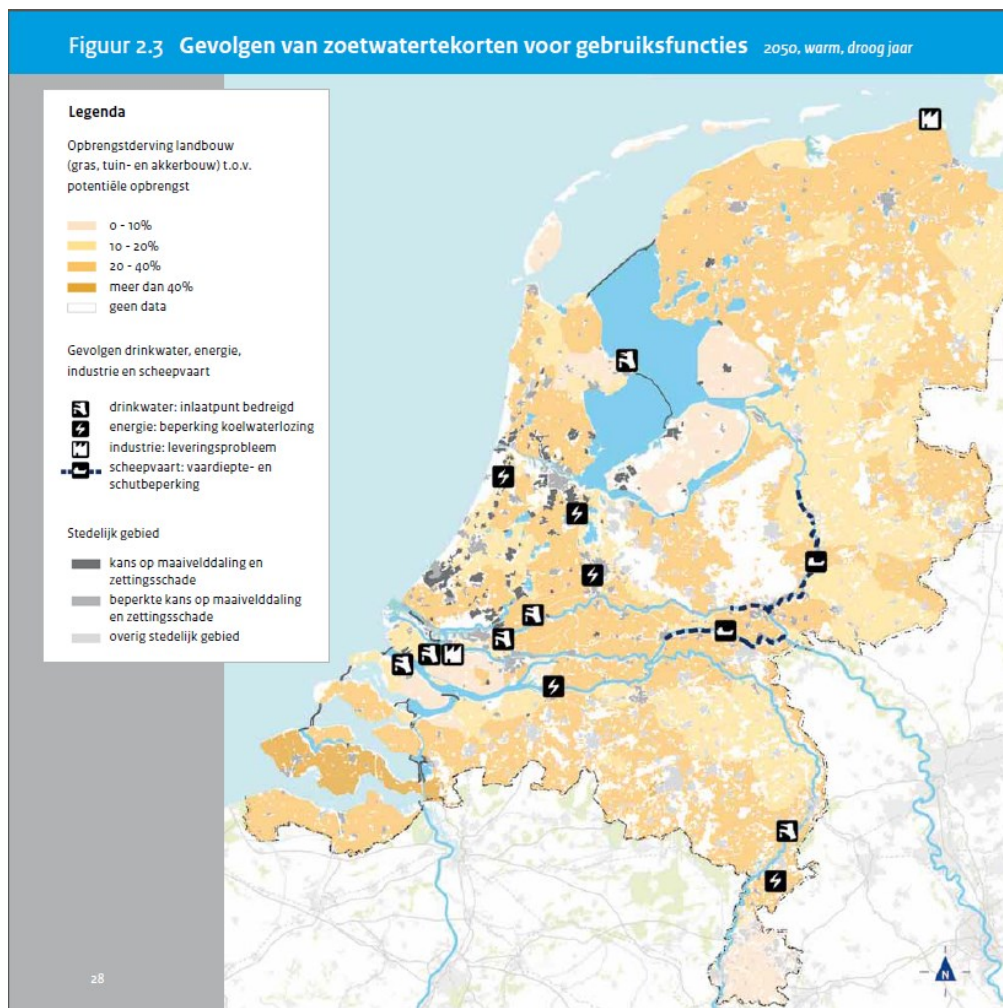 Figuur 2.3 Gevolgen van zoetwatertekorten voor gebruiksfuncties 2050, warm, droog jaar
Legenda
Opbrengstderving landbouw
(gras, tuin- en akkerbouw) t.o.v.
potentiële opbrengst
0 - 10%
10 - 20%
20 - 40%
meer dan 40%
geen data
Gevolgen drinkwater, energie,
industrie en scheepvaart
drinkwater: inlaatpunt bedreigd
energie: beperking koelwaterlozing
industrie: leveringsprobleem
scheepvaart: vaardiepte- en
schutbeperking
Stedelijk gebied
kans op maaivelddaling en
zettingsschade
beperkte kans op maaivelddaling
en zettingsschade
overig stedelijk gebied
28
N